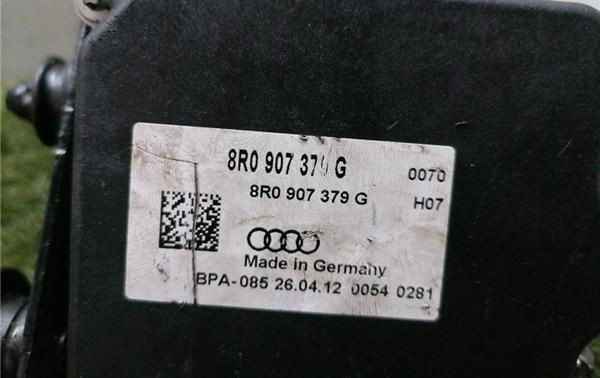 8R0 907 379 G 0070
8R0 907 379 G H07
Made in Germany
BPA-085 26.04.12 0054 0281